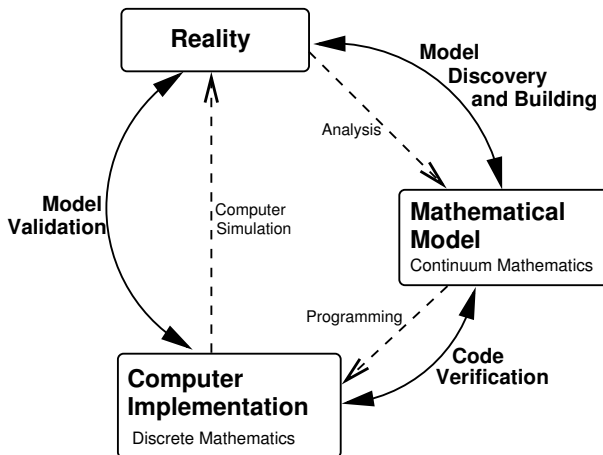 Reality
Model
Discovery
and Building
Analysis
Model
Validation
Computer
Simulation
Mathematical
Model
Continuum Mathematics
Programming
Code
Verification
Computer
Implementation
Discrete Mathematics